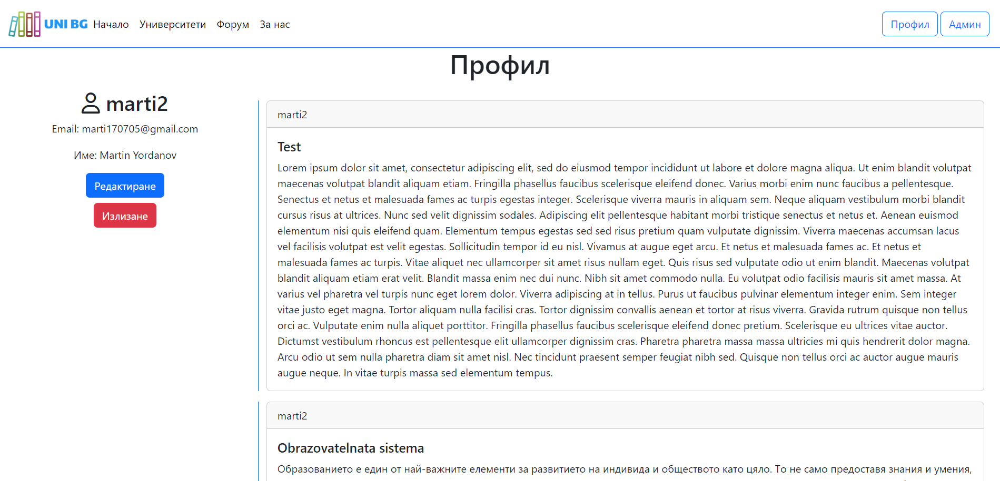 UNI BG Начало Университети Форум За нас Профил Админ
Профил
marti2
Email: marti170705@gmail.com
Име: Martin Yordanov
Редактиране
Излизане
marti2
Test
Lorem ipsum dolor sit amet, consectetur adipiscing elit, sed do eiusmod tempor incididunt ut labore et dolore magna aliqua. Ut enim blandit volutpat
maecenas volutpat blandit aliquam etiam. Fringilla phasellus faucibus scelerisque eleifend donec. Varius morbi enim nunc faucibus a pellentesque.
Senectus et netus et malesuada fames ac turpis egestas integer. Scelerisque viverra mauris in aliquam sem. Neque aliquam vestibulum morbi blandit
cursus risus at ultrices. Nunc sed velit dignissim sodales. Adipiscing elit pellentesque habitant morbi tristique senectus et netus et. Aenean euismod
elementum nisi quis eleifend quam. Elementum tempus egestas sed sed risus pretium quam vulputate dignissim. Viverra maecenas accumsan lacus
vel facilisis volutpat est velit egestas. Sollicitudin tempor id eu nisl. Vivamus at augue eget arcu. Et netus et malesuada fames ac. Et netus et
malesuada fames ac turpis. Vitae aliquet nec ullamcorper sit amet risus nullam eget. Quis risus sed vulputate odio ut enim blandit. Maecenas volutpat
blandit aliquam etiam erat velit. Blandit massa enim nec dui nunc. Nibh sit amet commodo nulla. Eu volutpat odio facilisis mauris sit amet massa. At
varius vel pharetra vel turpis nunc eget lorem dolor. Viverra adipiscing at in tellus. Purus ut faucibus pulvinar elementum integer enim. Sem integer
vitae justo eget magna. Tortor aliquam nulla facilisi cras. Tortor dignissim convallis aenean et tortor at risus viverra. Gravida rutrum quisque non tellus
orci ac. Vulputate enim nulla aliquet porttitor. Fringilla phasellus faucibus scelerisque eleifend donec pretium. Scelerisque eu ultrices vitae auctor.
Dictumst vestibulum rhoncus est pellentesque elit ullamcorper dignissim cras. Pharetra pharetra massa massa ultricies mi quis hendrerit dolor magna.
Arcu odio ut sem nulla pharetra diam sit amet nisl. Nec tincidunt praesent semper feugiat nibh sed. Quisque non tellus orci ac auctor augue mauris
augue neque. In vitae turpis massa sed elementum tempus.
marti2
Obrazovatelnata sistema
Образованието е един от най-важните елементи за развитието на индивида и обществото като цяло. То не само предоставя знания и умения,